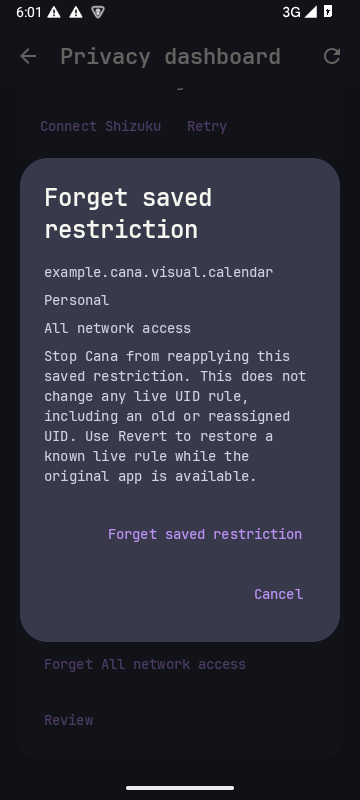 6:01
3G
Privacy dashboard
Connect Shizuku Retry
Forget saved
restriction
example.cana.visual.calendar
Personal
All network access
Stop Cana from reapplying this
saved restriction. This does not
change any live UID rule,
including an old or reassigned
UID. Use Revert to restore a
known live rule while the
original app is available.
Forget saved restriction
Cancel
Forget All network access
Review